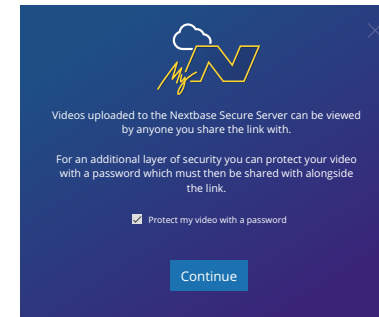 My N
Videos uploaded to the Nextbase Secure Server can be viewed
by anyone you share the link with.
For an additional layer of security you can protect your video
with a password which must then be shared with alongside
the link.
Protect my video with a password
Continue